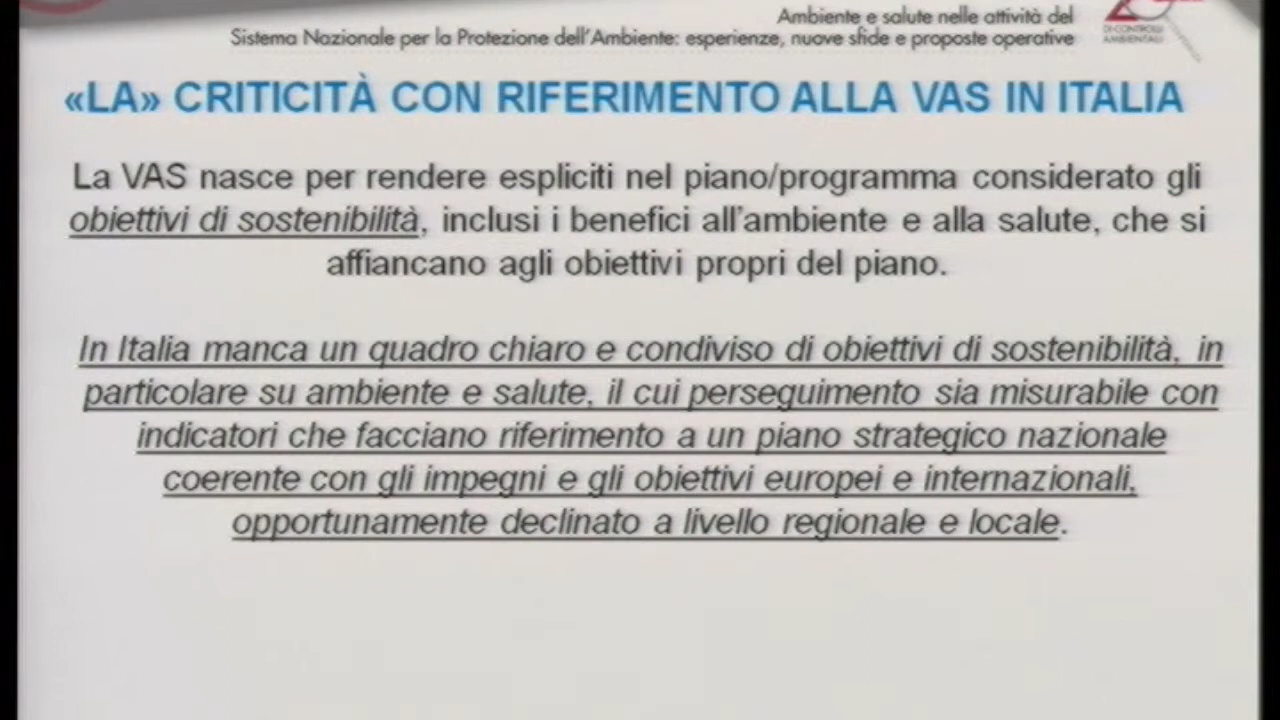 Ambiente e salute nelle attività del
Sistema Nazionale per la Protezione dell'Ambiente: esperienze, nuove sfide e proposte operative
DI CONTROLLI
AMBIENTALI
«LA» CRITICITÀ CON RIFERIMENTO ALLA VAS IN ITALIA
La VAS nasce per rendere espliciti nel piano/programma considerato gli
obiettivi di sostenibilità, inclusi i benefici all'ambiente e alla salute, che si
affiancano agli obiettivi propri del piano.
In Italia manca un quadro chiaro e condiviso di obiettivi di sostenibilità, in
particolare su ambiente e salute, il cui perseguimento sia misurabile con
indicatori che facciano riferimento a un piano strategico nazionale
coerente con gli impegni e gli obiettivi europei e internazionali,
opportunamente declinato a livello regionale e locale.